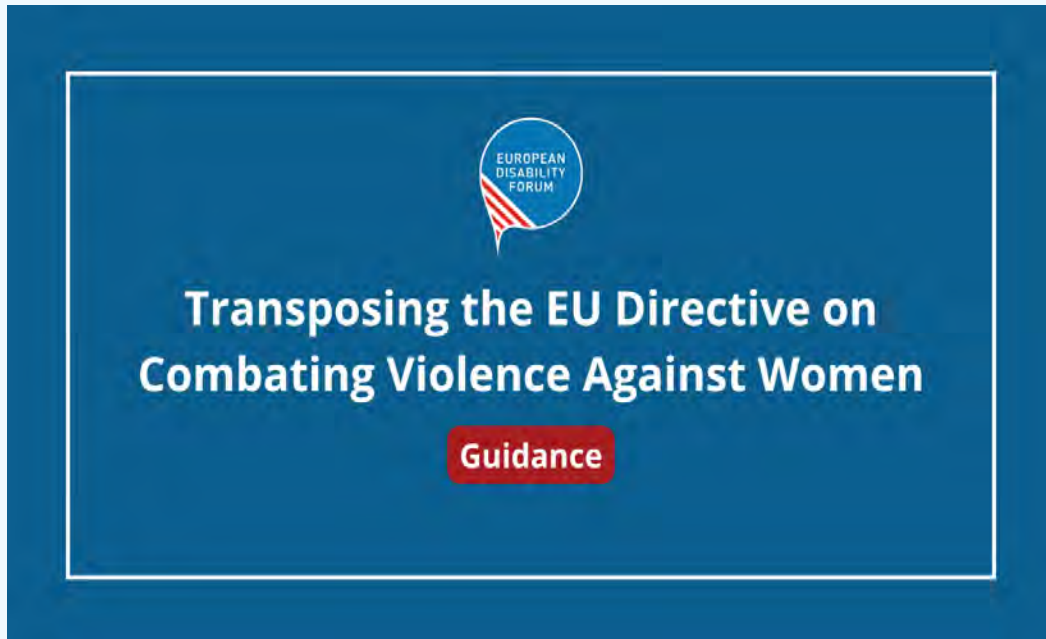 EUROPEAN
DISABILITY
FORUM
Transposing the EU Directive on
Combating Violence Against Women
Guidance